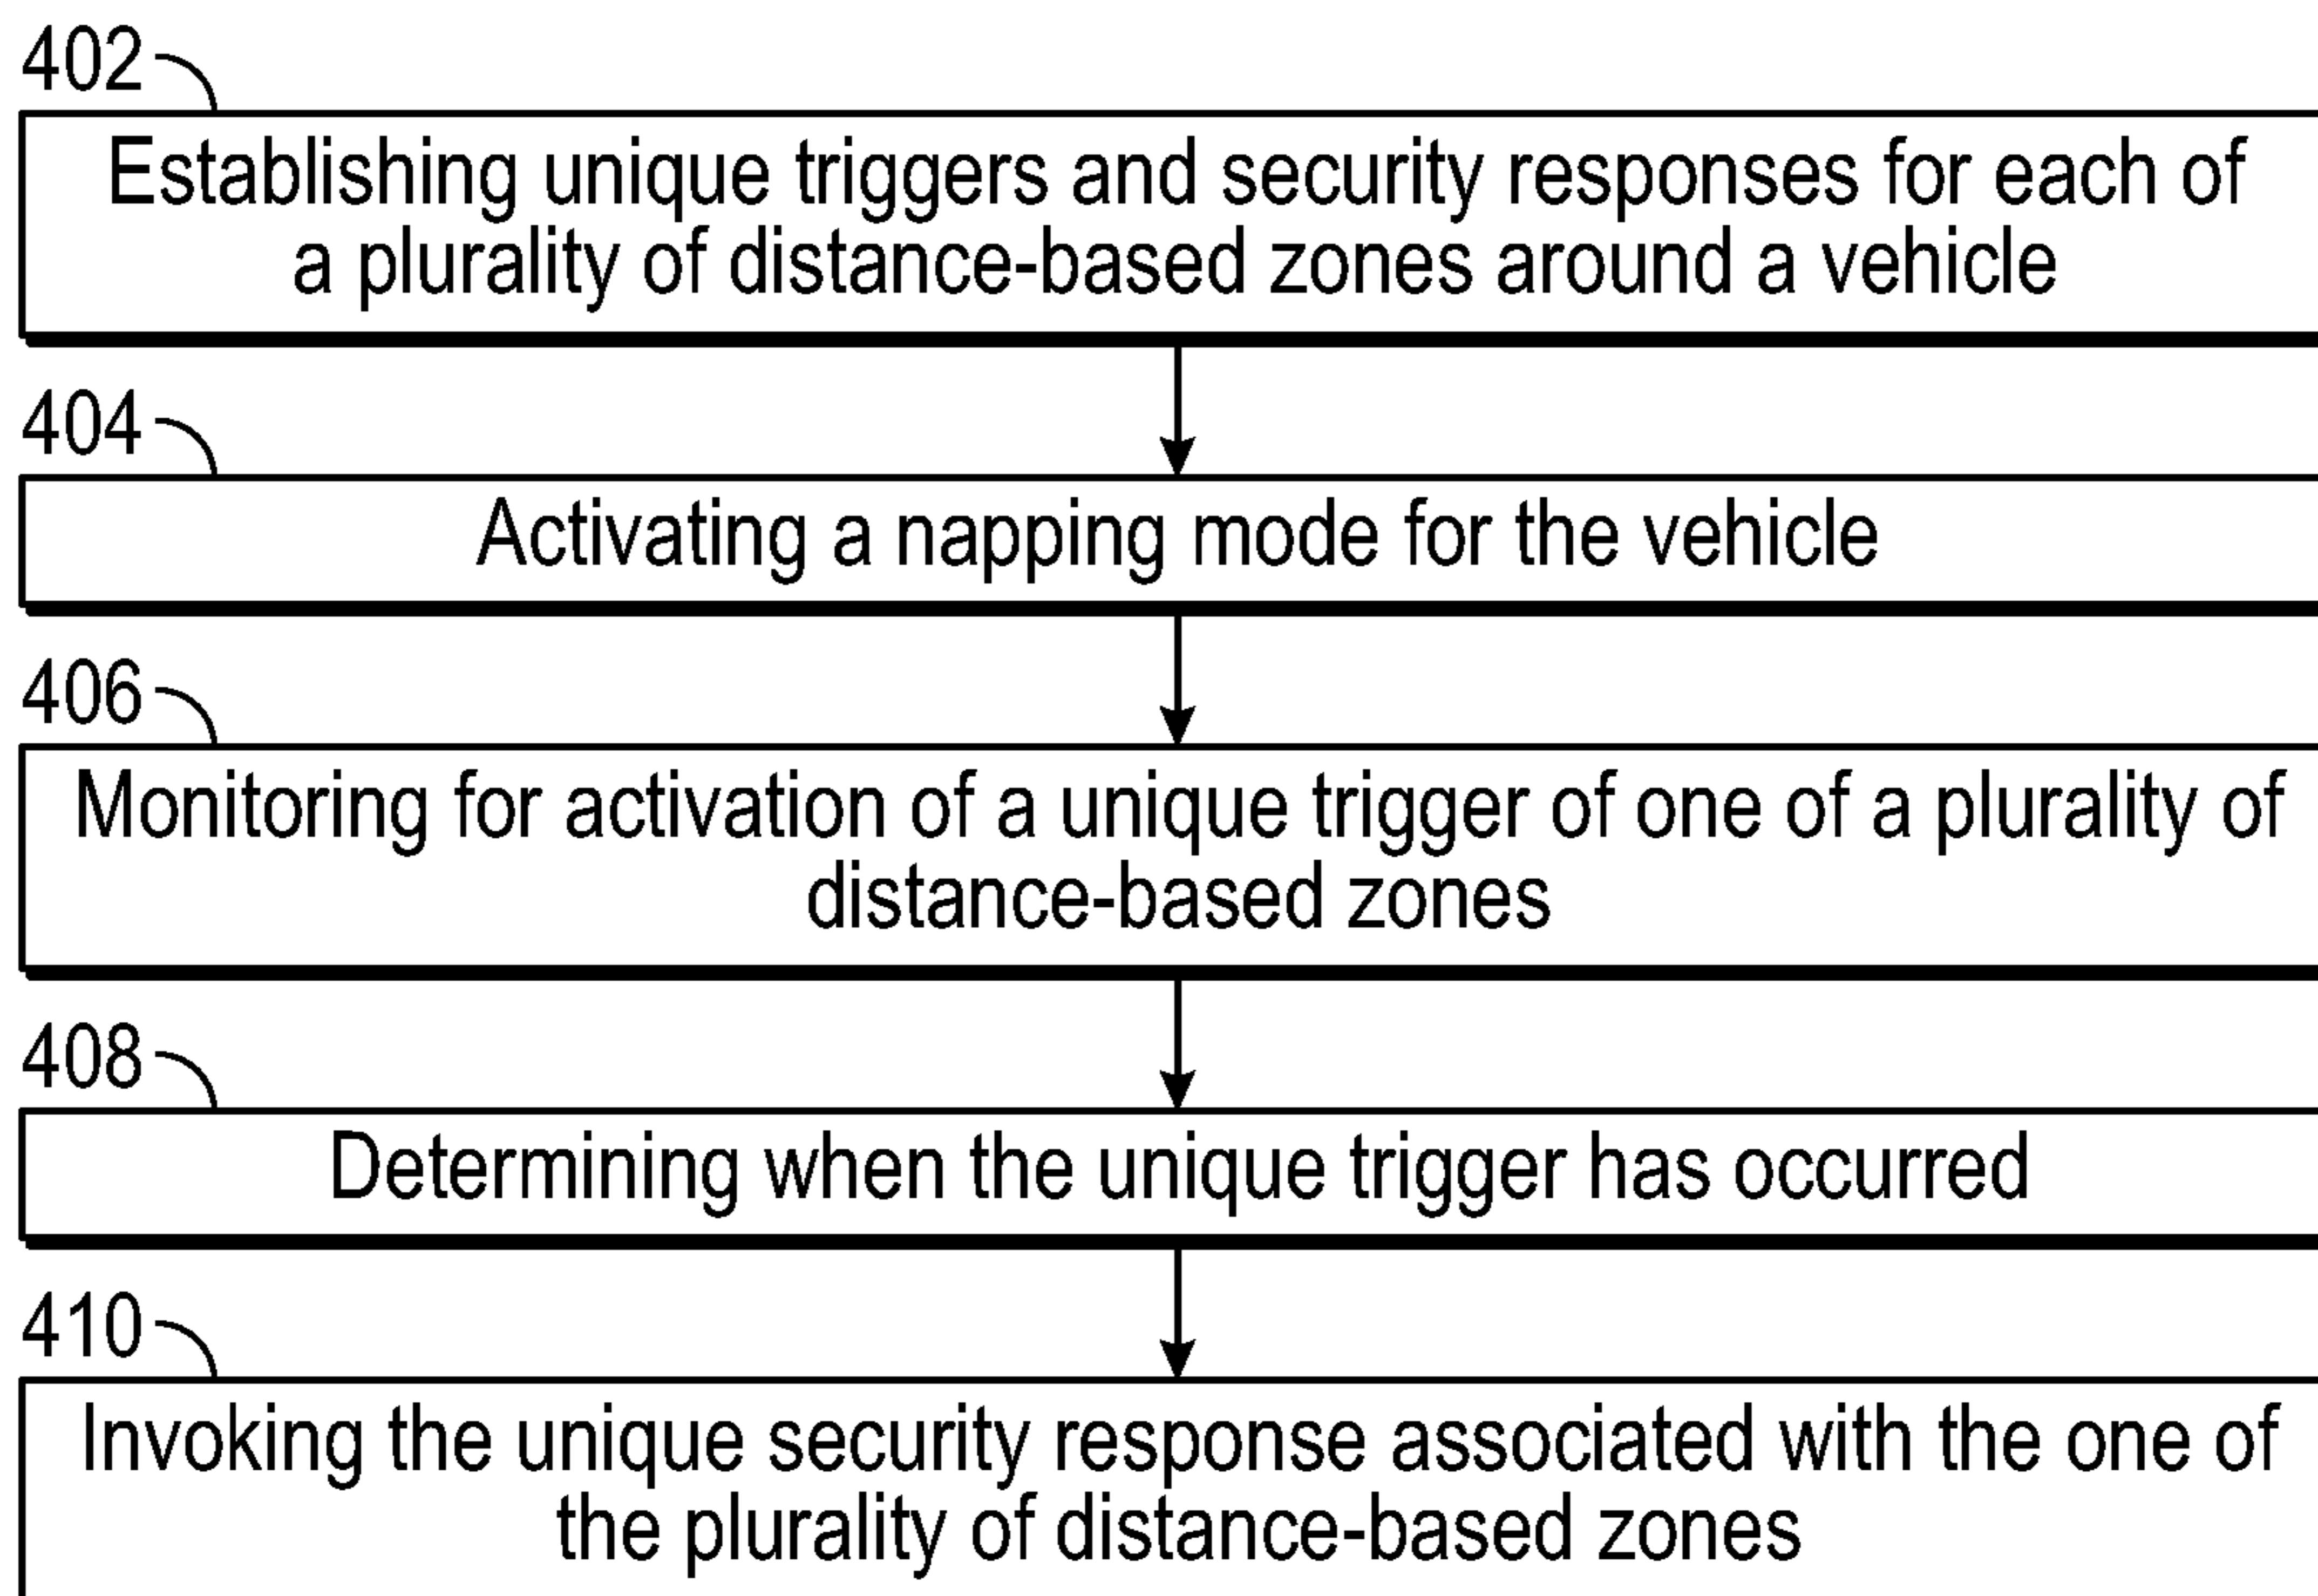 402
Establishing unique triggers and security responses for each of
a plurality of distance-based zones around a vehicle
404
Activating a napping mode for the vehicle
406
Monitoring for activation of a unique trigger of one of a plurality of
distance-based zones
408
Determining when the unique trigger has occurred
410
Invoking the unique security response associated with the one of
the plurality of distance-based zones